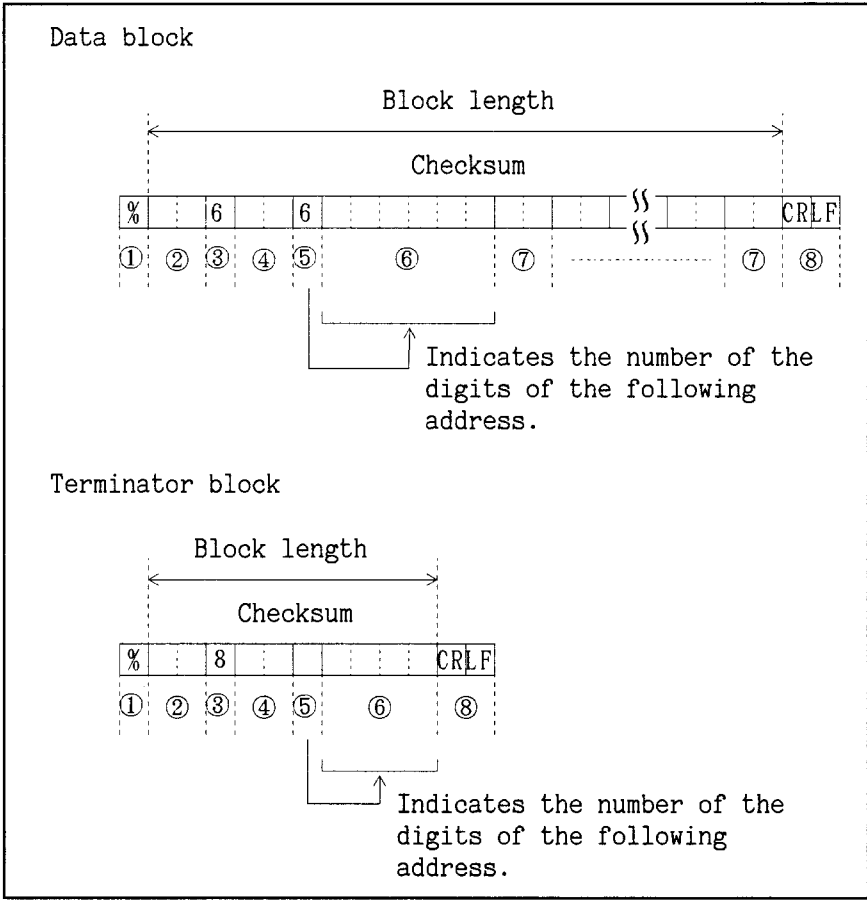 Data block
Block length
Checksum
% 6 6 CR LF
① ② ③ ④ ⑤ ⑥ ⑦ ⑦ ⑧
Indicates the number of the
digits of the following
address.
Terminator block
Block length
Checksum
% 8 CR LF
① ② ③ ④ ⑤ ⑥ ⑧
Indicates the number of the
digits of the following
address.